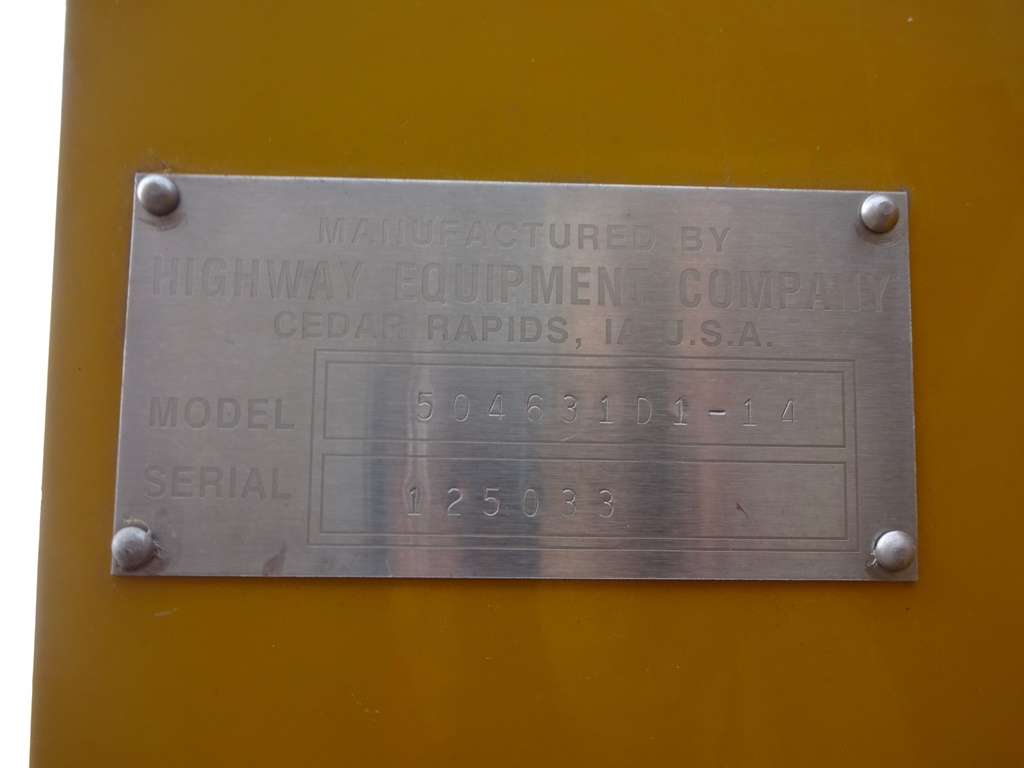 MANUFACTURED BY
HIGHWAY EQUIPMENT COMPANY
CEDAR RAPIDS, IA U.S.A.
MODEL 504631D1-14
SERIAL 125033